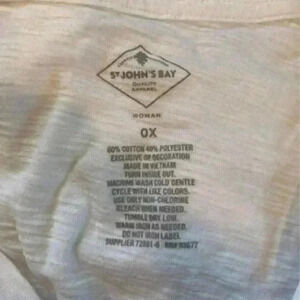 ST JOHN'S BAY
QUALITY
APPAREL
WOMAN
0X
60% COTTON 40% POLYESTER
EXCLUSIVE OF DECORATION
MADE IN VIETNAM
TURN INSIDE OUT.
MACHINE WASH COLD GENTLE
CYCLE WITH LIKE COLORS.
USE ONLY NON-CHLORINE
BLEACH WHEN NEEDED.
TUMBLE DRY LOW.
WARM IRON AS NEEDED.
DO NOT IRON LABEL
SUPPLIER